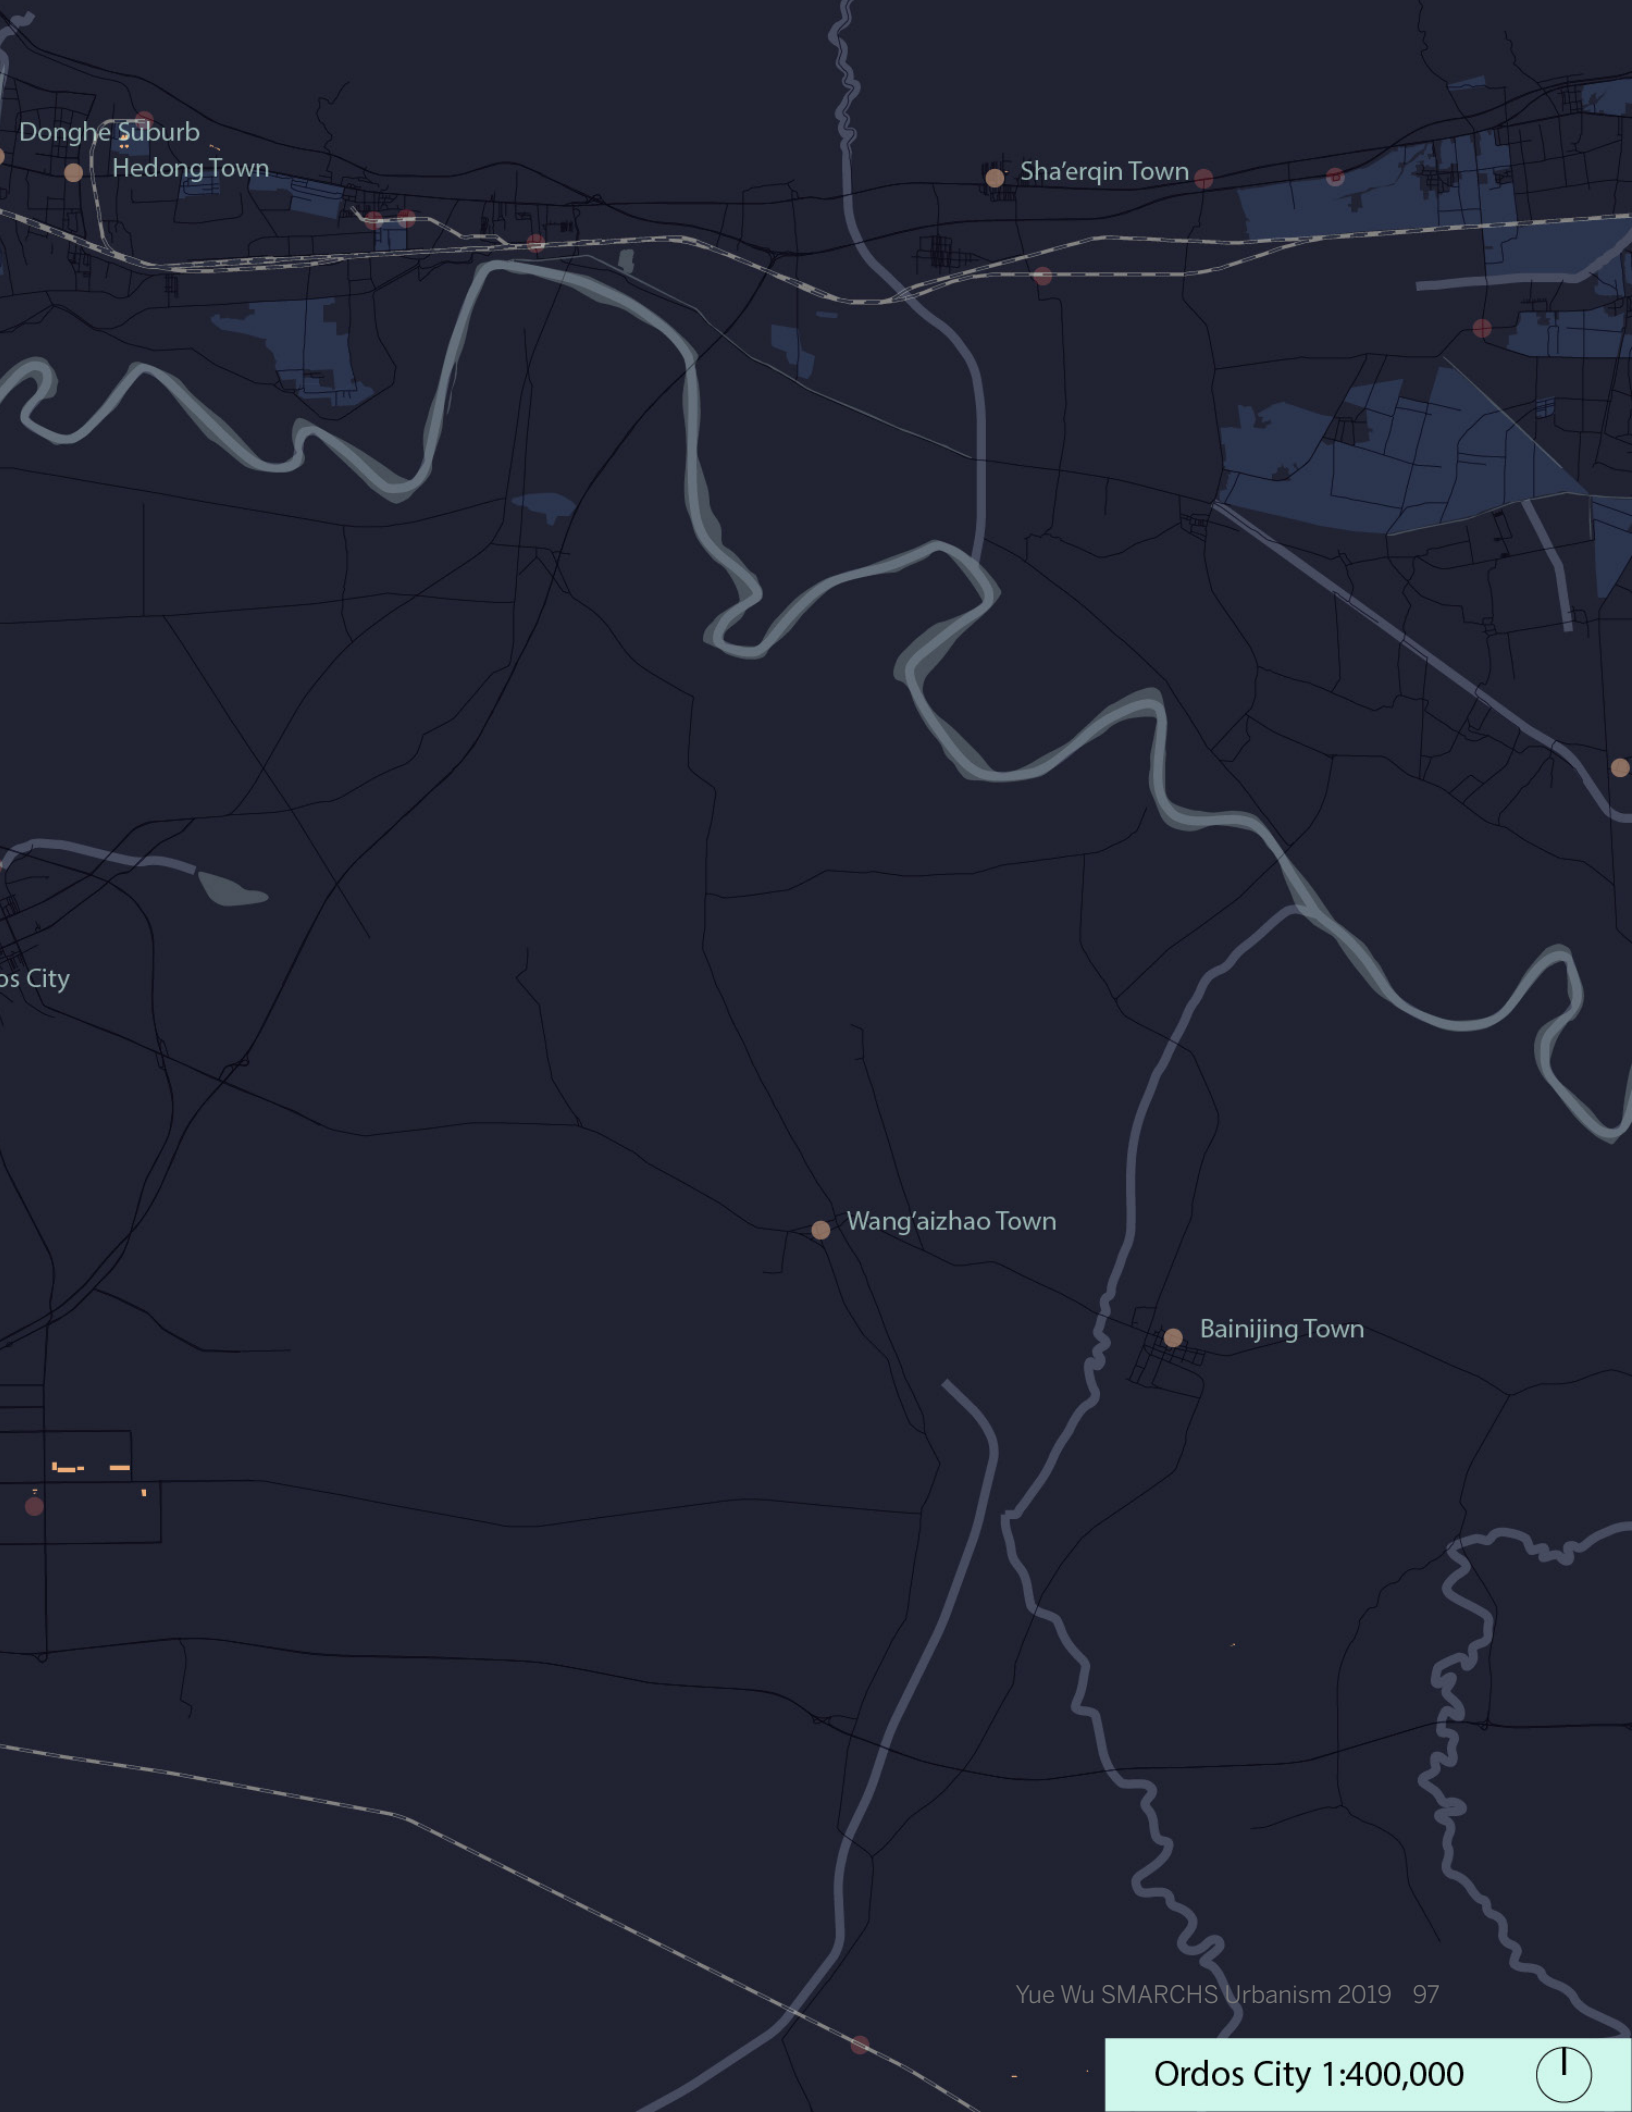 Donghe Suburb
Hedong Town
Sha’erqin Town
os City
Wang’aizhao Town
Bainijing Town
Yue Wu SMARCHS Urbanism 2019 97
Ordos City 1:400,000